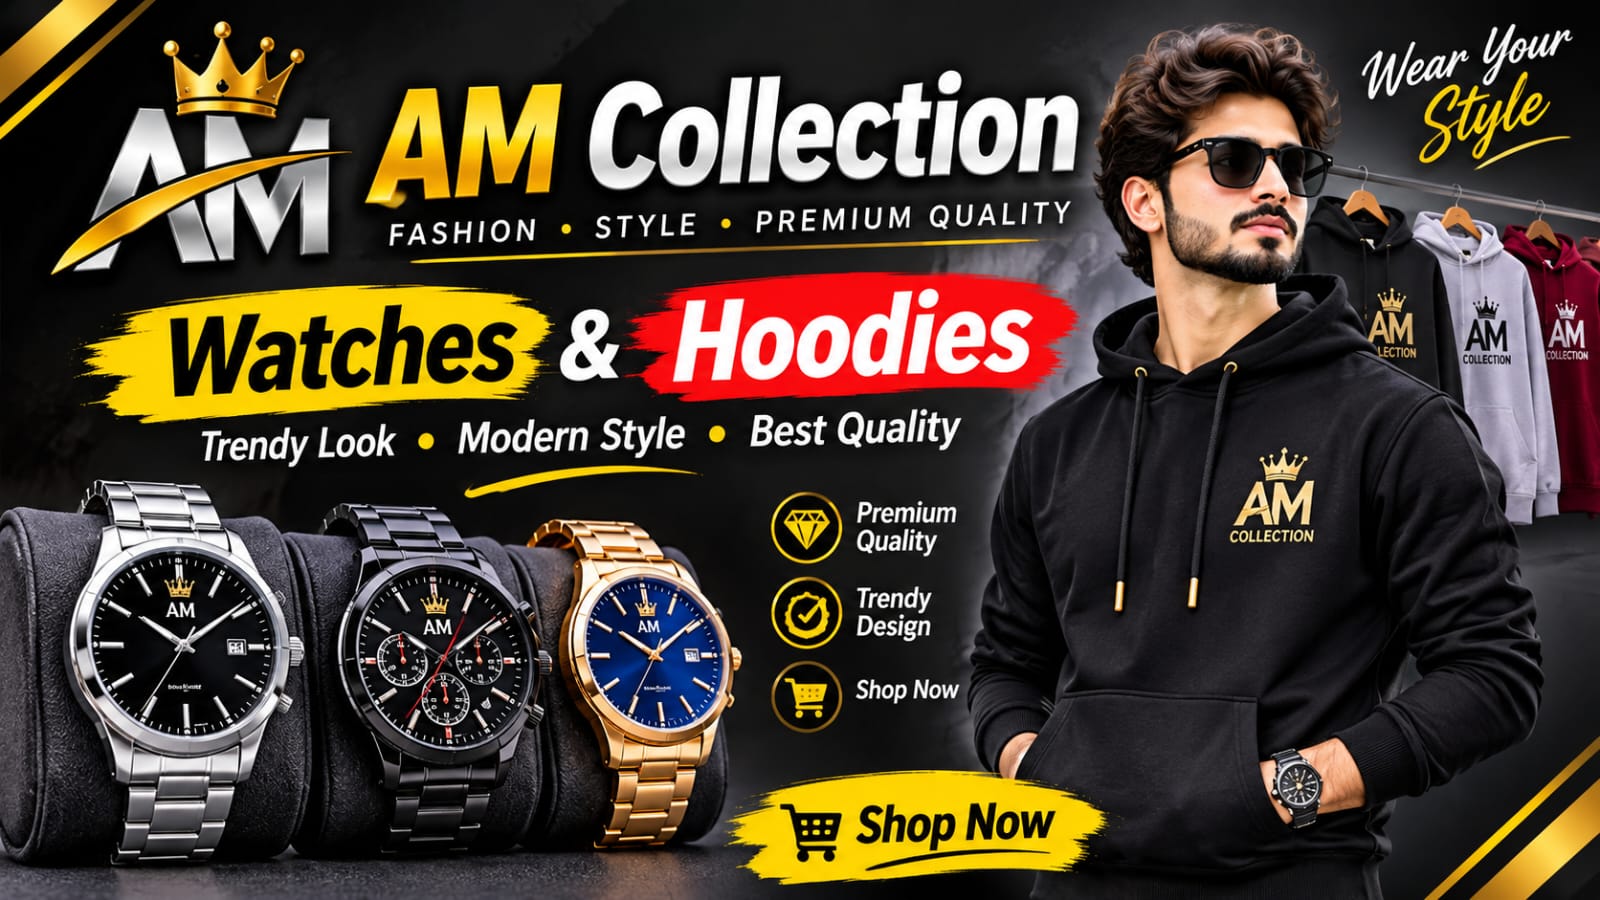 AM
AM Collection
FASHION • STYLE • PREMIUM QUALITY
Wear Your
Style
Watches & Hoodies
Trendy Look • Modern Style • Best Quality
Premium
Quality
Trendy
Design
Shop Now
Shop Now
AM
AM
AM
AM
COLLECTION
AM
AM
COLLECTION
AM
COLLECTION